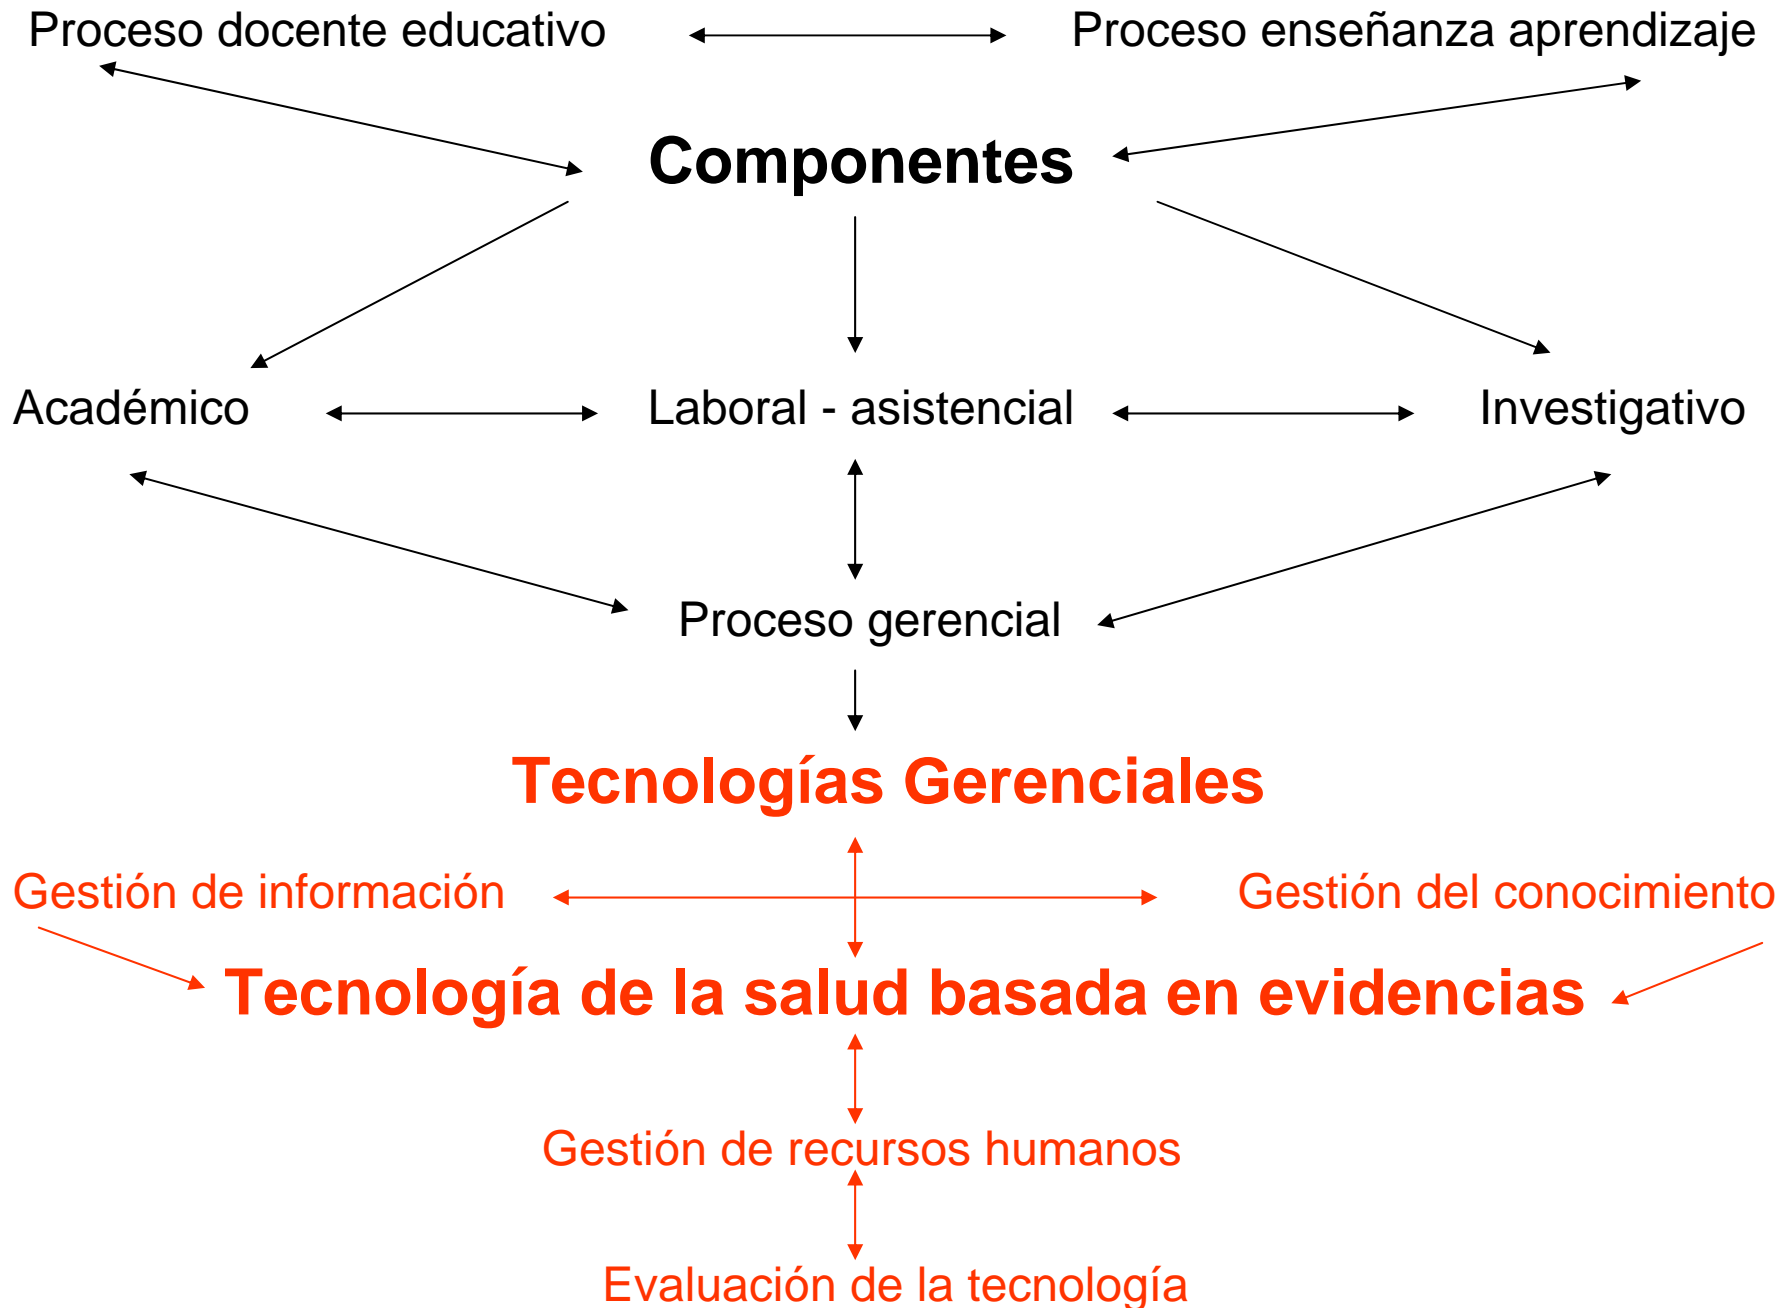 Proceso docente educativo
Proceso enseñanza aprendizaje
Componentes
Académico
Laboral - asistencial
Investigativo
Proceso gerencial
Tecnologías Gerenciales
Gestión de información
Gestión del conocimiento
Tecnología de la salud basada en evidencias
Gestión de recursos humanos
Evaluación de la tecnología